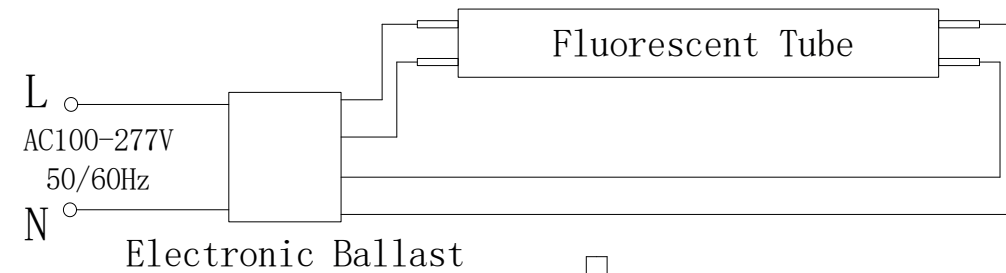 Fluorescent Tube
L
AC100-277V
50/60Hz
N
Electronic Ballast